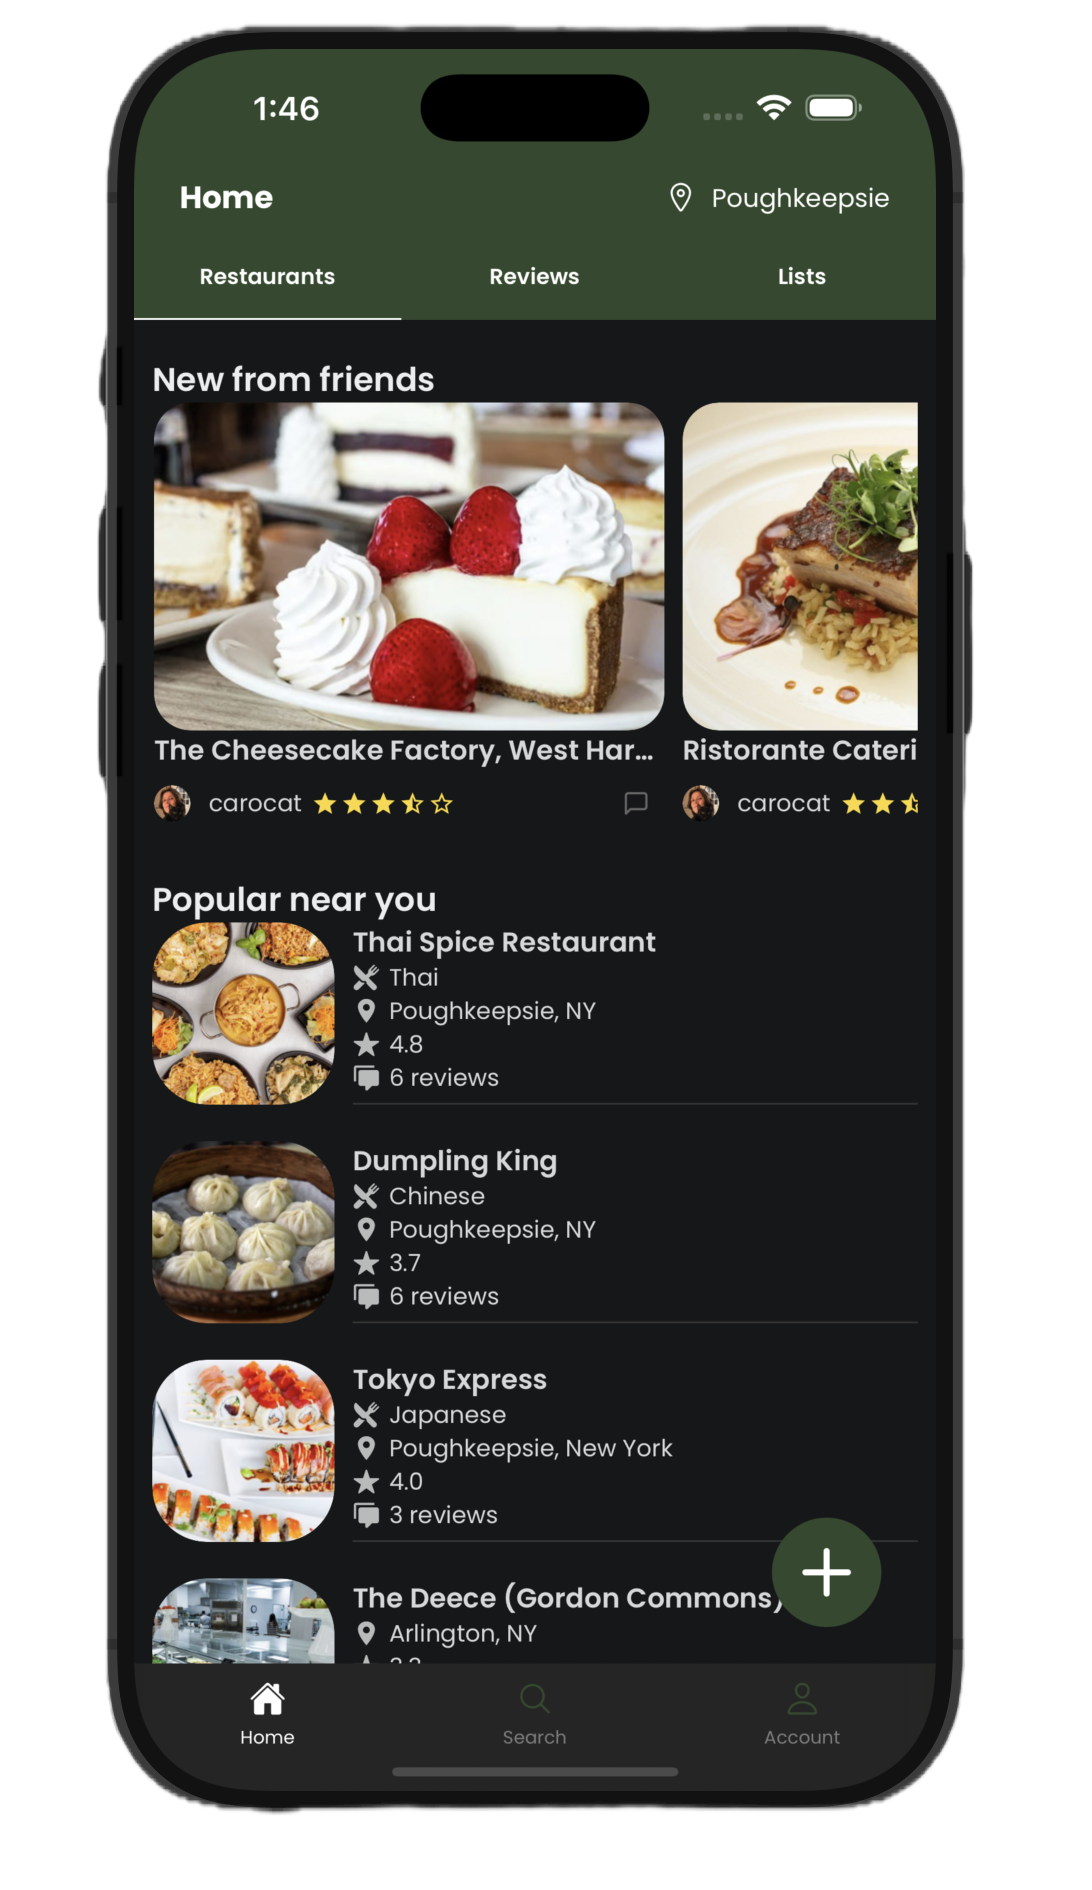 1:46
Home
Poughkeepsie
Restaurants
Reviews
Lists
New from friends
The Cheesecake Factory, West Har...
Ristorante Cateri
carocat
carocat
Popular near you
Thai Spice Restaurant
Thai
Poughkeepsie, NY
4.8
6 reviews
Dumpling King
Chinese
Poughkeepsie, NY
3.7
6 reviews
Tokyo Express
Japanese
Poughkeepsie, New York
4.0
3 reviews
The Deece (Gordon Commons)
Arlington, NY
Home
Search
Account